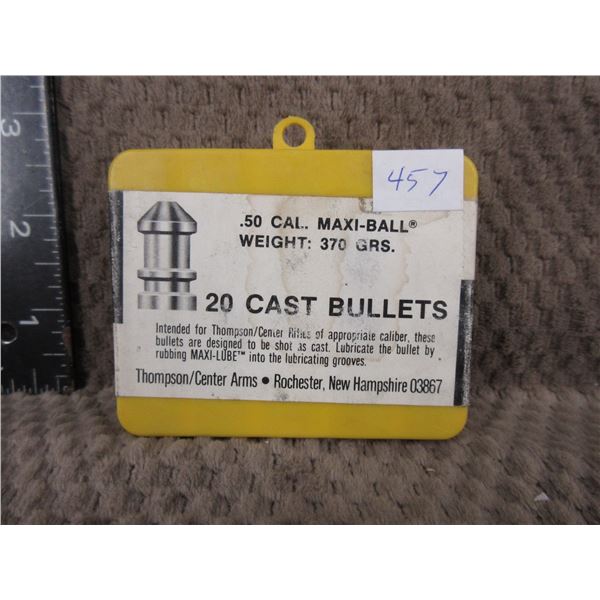 3
2
1
457
.50 CAL.. MAXI-BALL®
WEIGHT: 370 GRS.
20 CAST BULLETS
Intended for Thompson/Center Rifles of appropriate caliber, these
bullets are designed to be shot as cast. Lubricate the bullet by
rubbing MAXI-LUBE™ into the lubricating grooves.
Thompson/Center Arms • Rochester, New Hampshire 03867